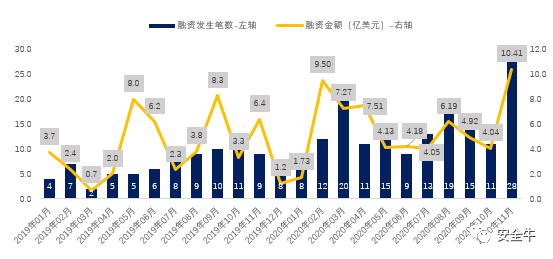 融资发生笔数-左轴 融资金额（亿美元）-右轴
30.0
25.0
20.0
15.0
10.0
5.0
0.0
12.0
10.0
8.0
6.0
4.0
2.0
0.0
3.7 2.4 0.7 2.0 8.0 6.2 2.3 3.8 8.3 3.3 6.4 1.2 1.73 9.50 7.27 7.51 4.13 4.18 4.05 6.19 4.92 4.04 10.41
4 7 2 5 5 6 8 9 10 11 9 8 8 12 20 11 15 9 13 19 15 11 28
2019年01月
2019年02月
2019年03月
2019年04月
2019年05月
2019年06月
2019年07月
2019年08月
2019年09月
2019年10月
2019年11月
2019年12月
2020年01月
2020年02月
2020年03月
2020年04月
2020年05月
2020年06月
2020年07月
2020年08月
2020年09月
2020年10月
2020年11月
安全牛